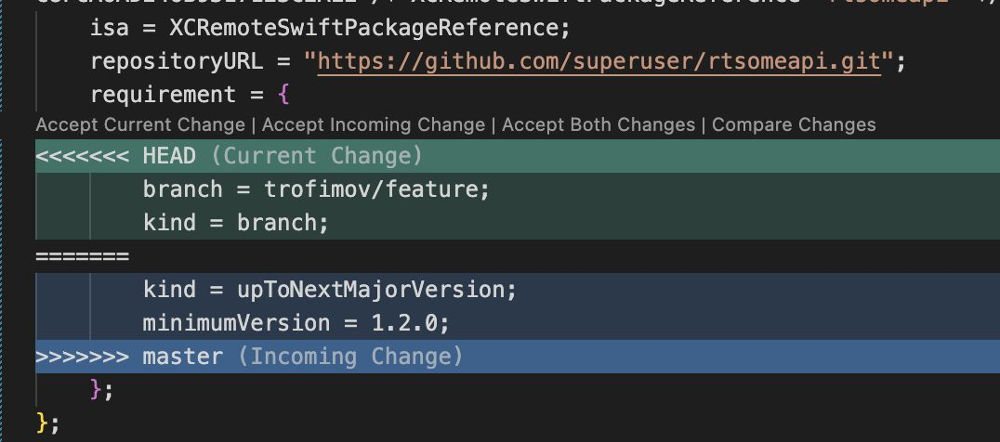 isa = XCRemoteSwiftPackageReference;
repositoryURL = "https://github.com/superuser/rtsomeapi.git";
requirement = {
Accept Current Change | Accept Incoming Change | Accept Both Changes | Compare Changes
<<<<<<< HEAD (Current Change)
branch = trofimov/feature;
kind = branch;
=======
kind = upToNextMajorVersion;
minimumVersion = 1.2.0;
>>>>>>> master (Incoming Change)
};
};